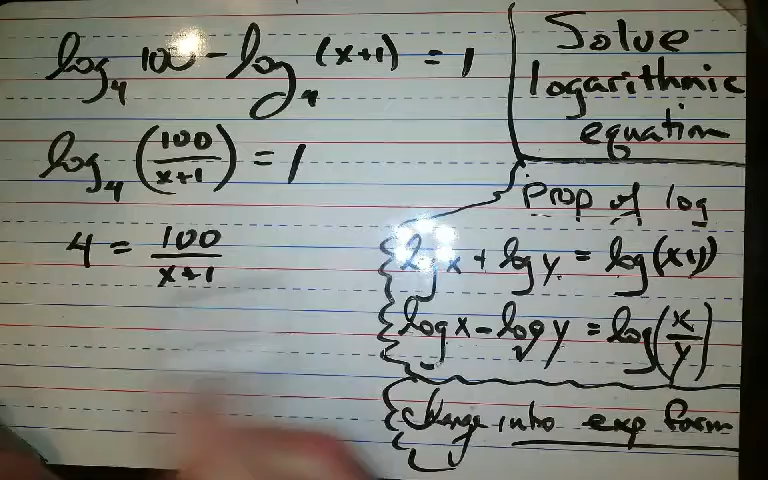 log₄ 100 - log₄ (x+1) = 1
log₄ (100/x+1) = 1
4 = 100/x+1
Solve
logarithmic
equation
Prop of log
log x + log y = log(xy)
log x - log y = log(x/y)
Change into exp form